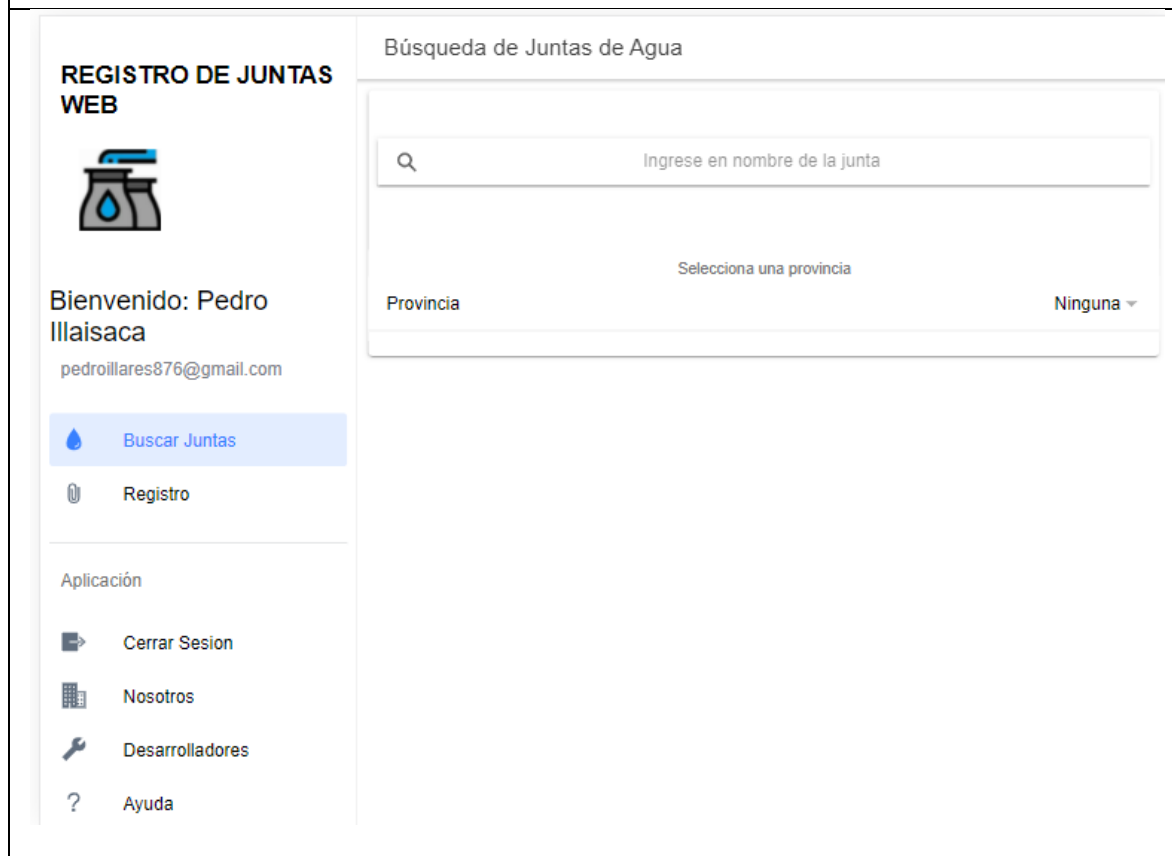 REGISTRO DE JUNTAS
WEB
Bienvenido: Pedro
Illaisaca
pedroillares876@gmail.com
Buscar Juntas
Registro
Aplicación
Cerrar Sesion
Nosotros
Desarrolladores
Ayuda
Búsqueda de Juntas de Agua
Ingrese en nombre de la junta
Selecciona una provincia
Provincia Ninguna